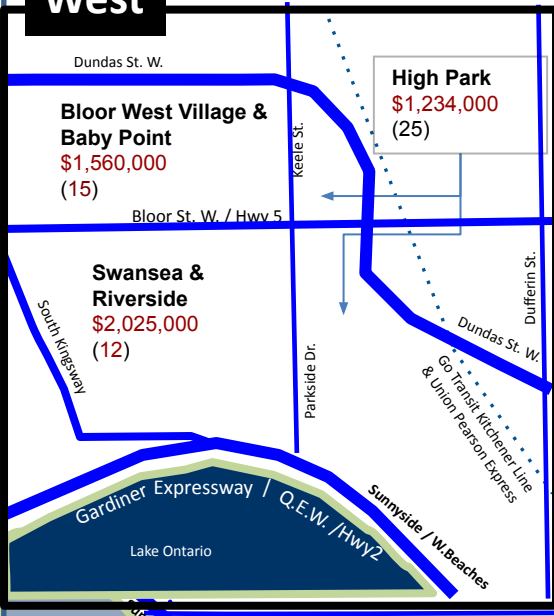 West
Dundas St. W.
High Park
$1,234,000
(25)
Bloor West Village &
Baby Point
$1,560,000
(15)
Keele St.
Bloor St. W. / Hwy 5
Swansea &
Riverside
$2,025,000
(12)
South Kingsway
Parkside Dr.
Dufferin St.
Dundas St. W.
Go Transit Kitchener Line
& Union Pearson Express
Gardiner Expressway / Q.E.W. /Hwy2
Sunnyside / W.Beaches
Lake Ontario